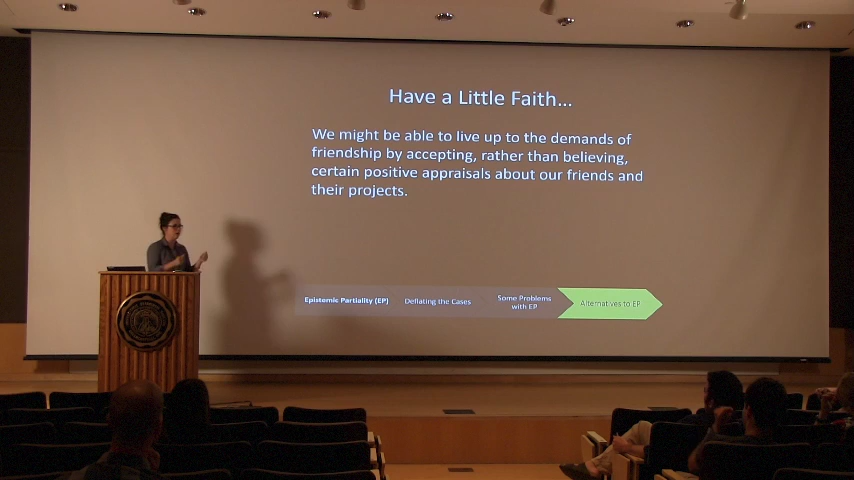 Have a Little Faith...
We might be able to live up to the demands of
friendship by accepting, rather than believing,
certain positive appraisals about our friends and
their projects.
Epistemic Partiality (EP)
Deflating the Cases
Some Problems
with EP
Alternatives to EP